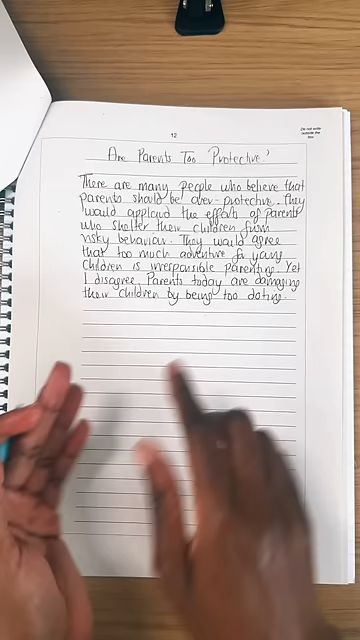 12
Do not write
outside the
box
Are Parents Too Protective?
There are many people who believe that
parents should be over-protective. They
would applaud the efforts of parents
who shelter their children from
risky behaviour. They would agree
that too much adventure for young
children is irresponsible parenting. Yet
I disagree. Parents today are damaging
their children by being too doting.